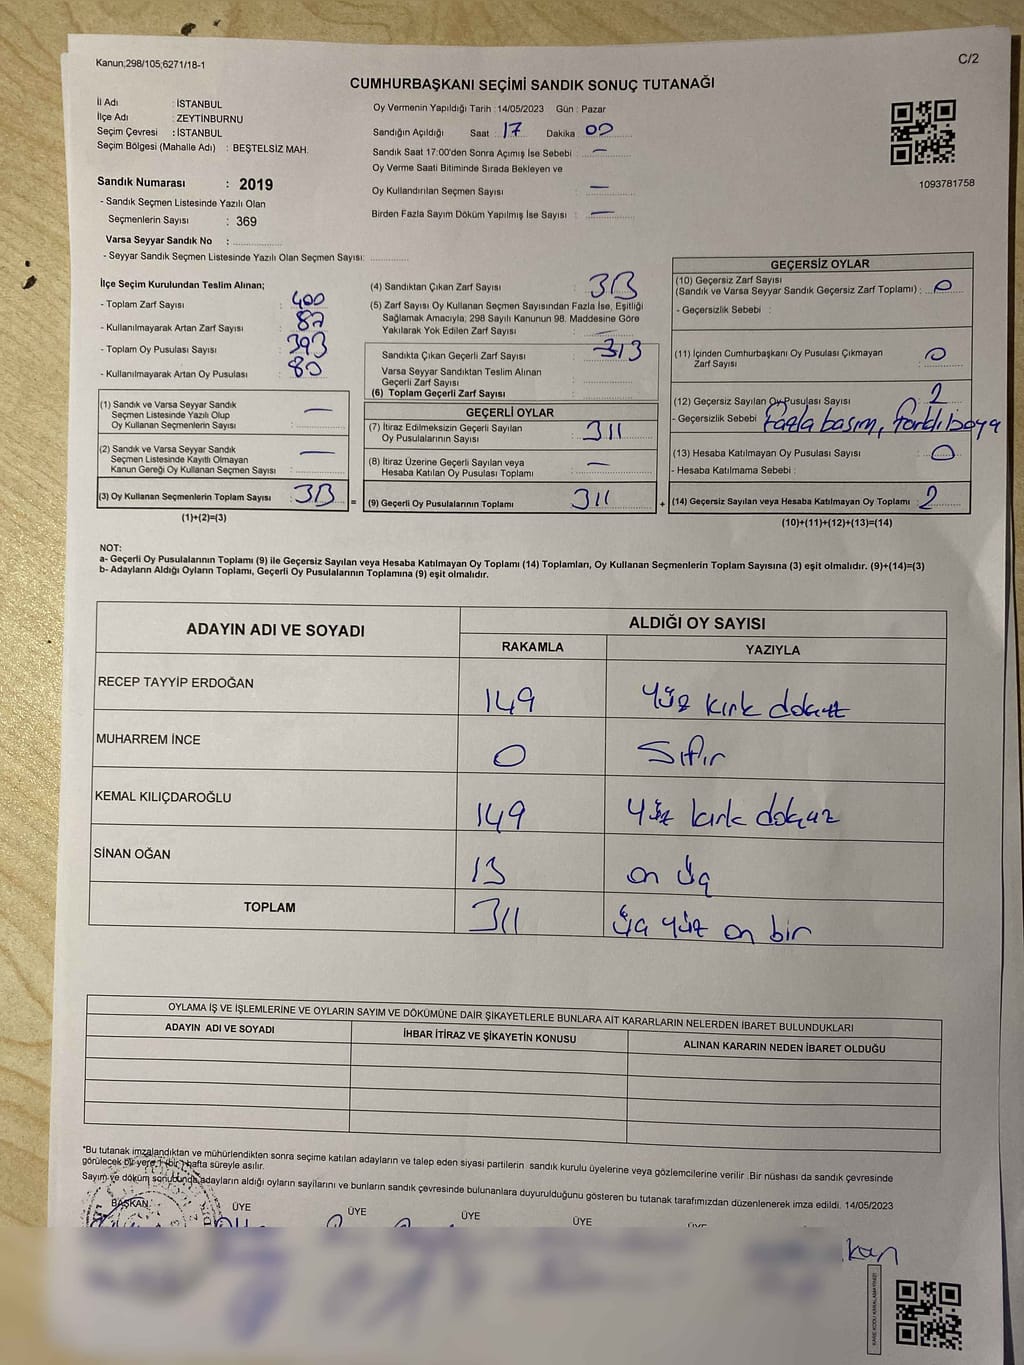 Kanun;298/105;6271/18-1
C/2
CUMHURBAŞKANI SEÇİMİ SANDIK SONUÇ TUTANAĞI
İl Adı : İSTANBUL
İlçe Adı : ZEYTİNBURNU
Seçim Çevresi : İSTANBUL
Seçim Bölgesi (Mahalle Adı) : BEŞTELSİZ MAH.
Sandık Numarası : 2019
- Sandık Seçmen Listesinde Yazılı Olan
Seçmenlerin Sayısı : 369
Varsa Seyyar Sandık No :
- Seyyar Sandık Seçmen Listesinde Yazılı Olan Seçmen Sayısı:
Oy Vermenin Yapıldığı Tarih :14/05/2023 Gün : Pazar
Sandığın Açıldığı Saat : 17 Dakika 00
Sandık Saat 17:00'den Sonra Açımış İse Sebebi : —
Oy Verme Saati Bitiminde Sırada Bekleyen ve
Oy Kullandırılan Seçmen Sayısı —
Birden Fazla Sayım Döküm Yapılmış İse Sayısı : —
1093781758
İlçe Seçim Kurulundan Teslim Alınan;
- Toplam Zarf Sayısı : 400
- Kullanılmayarak Artan Zarf Sayısı : 87
- Toplam Oy Pusulası Sayısı : 393
- Kullanılmayarak Artan Oy Pusulası : 80
(1) Sandık ve Varsa Seyyar Sandık
Seçmen Listesinde Yazılı Olup
Oy Kullanan Seçmenlerin Sayısı : —
(2) Sandık ve Varsa Seyyar Sandık
Seçmen Listesinde Kayıtlı Olmayan
Kanun Gereği Oy Kullanan Seçmen Sayısı : —
(3) Oy Kullanan Seçmenlerin Toplam Sayısı : 313
(1)+(2)=(3)
=
(4) Sandıktan Çıkan Zarf Sayısı : 313
(5) Zarf Sayısı Oy Kullanan Seçmen Sayısından Fazla İse, Eşitliği
Sağlamak Amacıyla; 298 Sayılı Kanunun 98. Maddesine Göre
Yakılarak Yok Edilen Zarf Sayısı : —
Sandıkta Çıkan Geçerli Zarf Sayısı : 313
Varsa Seyyar Sandıktan Teslim Alınan
Geçerli Zarf Sayısı
(6) Toplam Geçerli Zarf Sayısı :
GEÇERLİ OYLAR
(7) İtiraz Edilmeksizin Geçerli Sayılan
Oy Pusulalarının Sayısı : 311
(8) İtiraz Üzerine Geçerli Sayılan veya
Hesaba Katılan Oy Pusulası Toplamı : —
(9) Geçerli Oy Pusulalarının Toplamı : 311
+
GEÇERSİZ OYLAR
(10) Geçersiz Zarf Sayısı
(Sandık ve Varsa Seyyar Sandık Geçersiz Zarf Toplamı) : 0
- Geçersizlik Sebebi :
(11) İçinden Cumhurbaşkanı Oy Pusulası Çıkmayan
Zarf Sayısı : 0
(12) Geçersiz Sayılan Oy Pusulası Sayısı : 2
- Geçersizlik Sebebi : Fazla basım, farklı boya
(13) Hesaba Katılmayan Oy Pusulası Sayısı : 0
- Hesaba Katılmama Sebebi :
(14) Geçersiz Sayılan veya Hesaba Katılmayan Oy Toplamı : 2
(10)+(11)+(12)+(13)=(14)
NOT:
a- Geçerli Oy Pusulalarının Toplamı (9) ile Geçersiz Sayılan veya Hesaba Katılmayan Oy Toplamı (14) Toplamları, Oy Kullanan Seçmenlerin Toplam Sayısına (3) eşit olmalıdır. (9)+(14)=(3)
b- Adayların Aldığı Oyların Toplamı, Geçerli Oy Pusulalarının Toplamına (9) eşit olmalıdır.
ADAYIN ADI VE SOYADI
ALDIĞI OY SAYISI
RAKAMLA YAZIYLA
RECEP TAYYİP ERDOĞAN 149 yüz kırk dokuz
MUHARREM İNCE 0 Sıfır
KEMAL KILIÇDAROĞLU 149 yüz kırk dokuz
SİNAN OĞAN 13 on üç
TOPLAM 311 üç yüz on bir
OYLAMA İŞ VE İŞLEMLERİNE VE OYLARIN SAYIM VE DÖKÜMÜNE DAİR ŞİKAYETLERLE BUNLARA AİT KARARLARIN NELERDEN İBARET BULUNDUKLARI
ADAYIN ADI VE SOYADI İHBAR İTİRAZ VE ŞİKAYETİN KONUSU ALINAN KARARIN NEDEN İBARET OLDUĞU
*Bu tutanak imzalandıktan ve mühürlendikten sonra seçime katılan adayların ve talep eden siyasi partilerin sandık kurulu üyelerine veya gözlemcilerine verilir .Bir nüshası da sandık çevresinde
görülecek bir yere, 1 (bir) hafta süreyle asılır.
Sayım ve döküm sonubunda adayların aldığı oyların sayılarını ve bunların sandık çevresinde bulunanlara duyurulduğunu gösteren bu tutanak tarafımızdan düzenlenerek imza edildi. 14/05/2023
BAŞKAN ÜYE ÜYE ÜYE ÜYE ÜYE